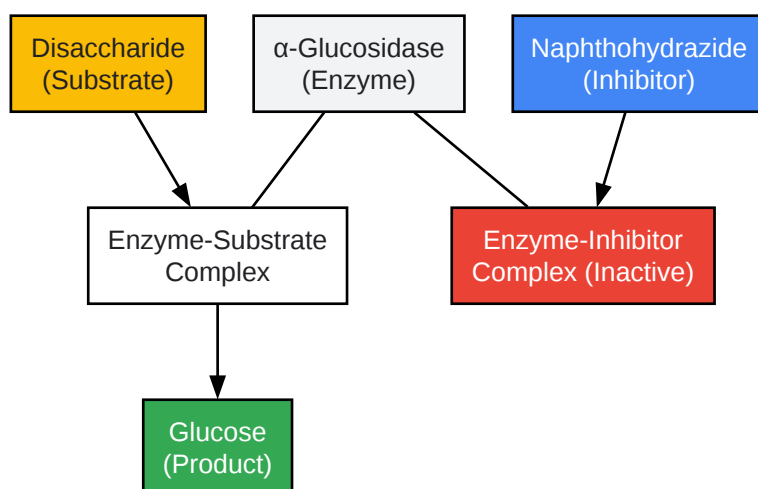 Disaccharide
(Substrate)
α-Glucosidase
(Enzyme)
Naphthohydrazide
(Inhibitor)
Enzyme-Substrate
Complex
Enzyme-Inhibitor
Complex (Inactive)
Glucose
(Product)